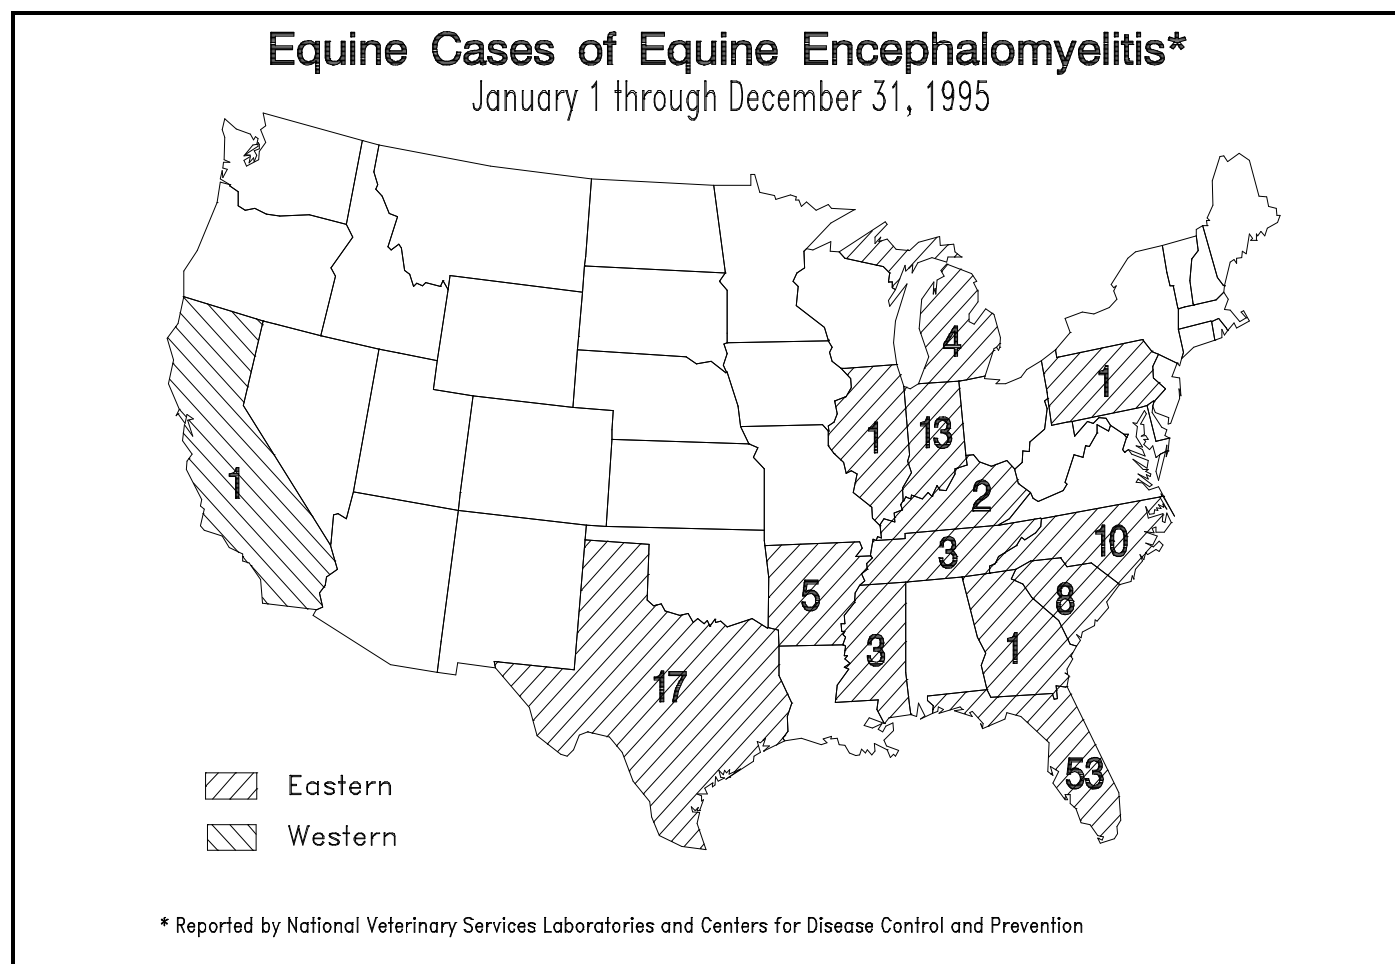 Equine Cases of Equine Encephalomyelitis*
January 1 through December 31, 1995
4
1
1
13
1
2
10
3
5
8
3
1
17
53
Eastern
Western
* Reported by National Veterinary Services Laboratories and Centers for Disease Control and Prevention